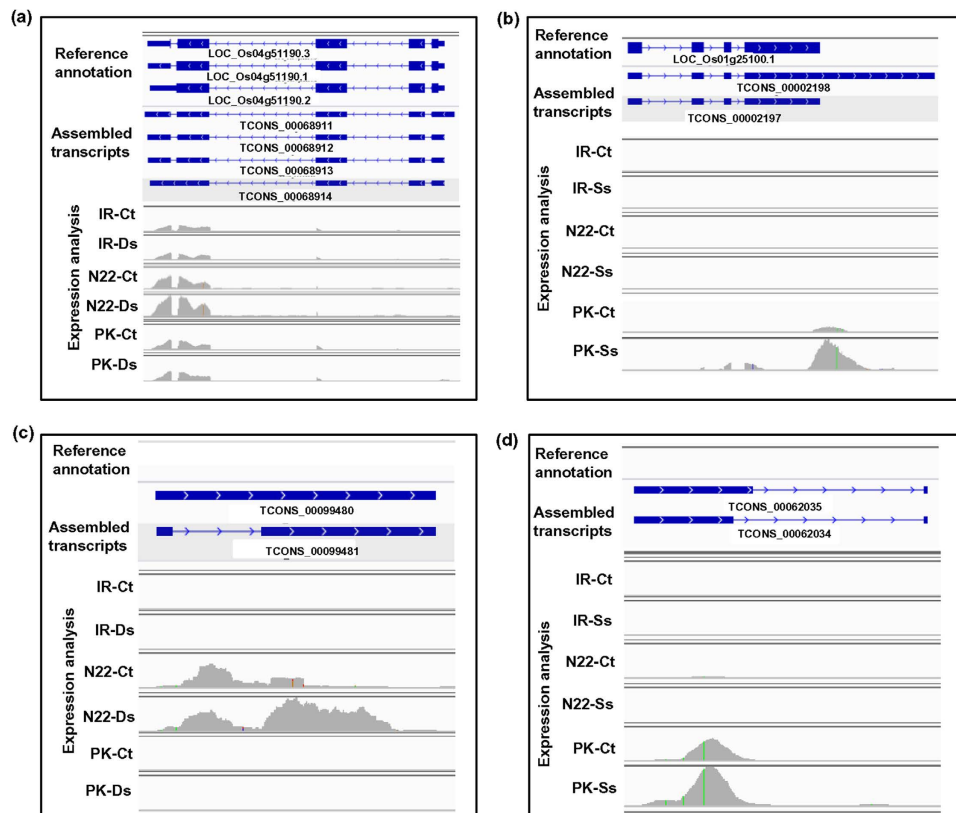 (a)
Reference
annotation
LOC_Os04g51190.3
LOC_Os04g51190.1
LOC_Os04g51190.2
Assembled
transcripts
TCONS_00068911
TCONS_00068912
TCONS_00068913
TCONS_00068914
Expression analysis
IR-Ct
IR-Ds
N22-Ct
N22-Ds
PK-Ct
PK-Ds
(b)
Reference
annotation
LOC_Os01g25100.1
Assembled
transcripts
TCONS_00002198
TCONS_00002197
Expression analysis
IR-Ct
IR-Ss
N22-Ct
N22-Ss
PK-Ct
PK-Ss
(c)
Reference
annotation
Assembled
transcripts
TCONS_00099480
TCONS_00099481
Expression analysis
IR-Ct
IR-Ds
N22-Ct
N22-Ds
PK-Ct
PK-Ds
(d)
Reference
annotation
Assembled
transcripts
TCONS_00062035
TCONS_00062034
Expression analysis
IR-Ct
IR-Ss
N22-Ct
N22-Ss
PK-Ct
PK-Ss